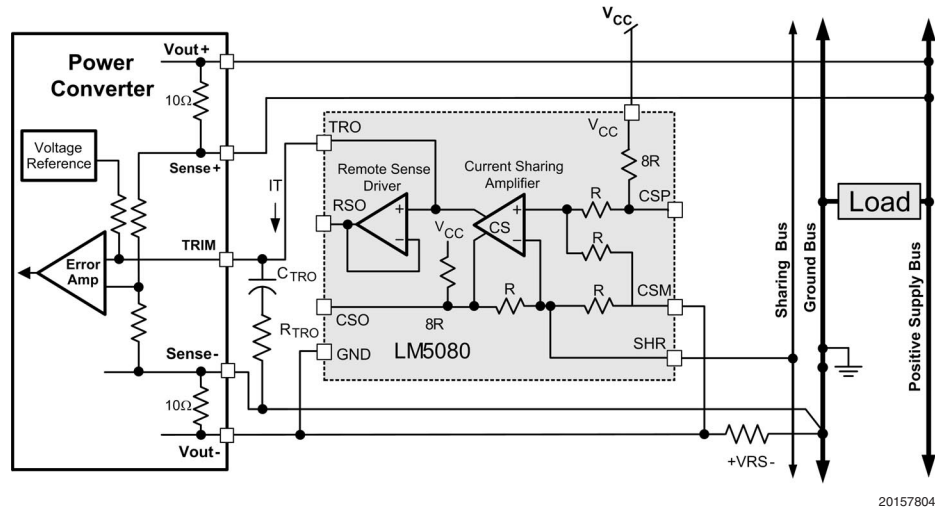 V_CC
Vout+
Power
Converter
10Ω
Voltage
Reference
Sense+
TRO
V_CC
8R
Remote Sense
Driver
Current Sharing
Amplifier
IT
RSO
+
−
V_CC
CS
+
−
R
CSP
R
TRIM
Error
Amp
C_TRO
R_TRO
CSO
8R
R
R
CSM
GND
LM5080
SHR
Sense-
10Ω
Vout-
+VRS-
Load
Sharing Bus
Ground Bus
Positive Supply Bus
20157804